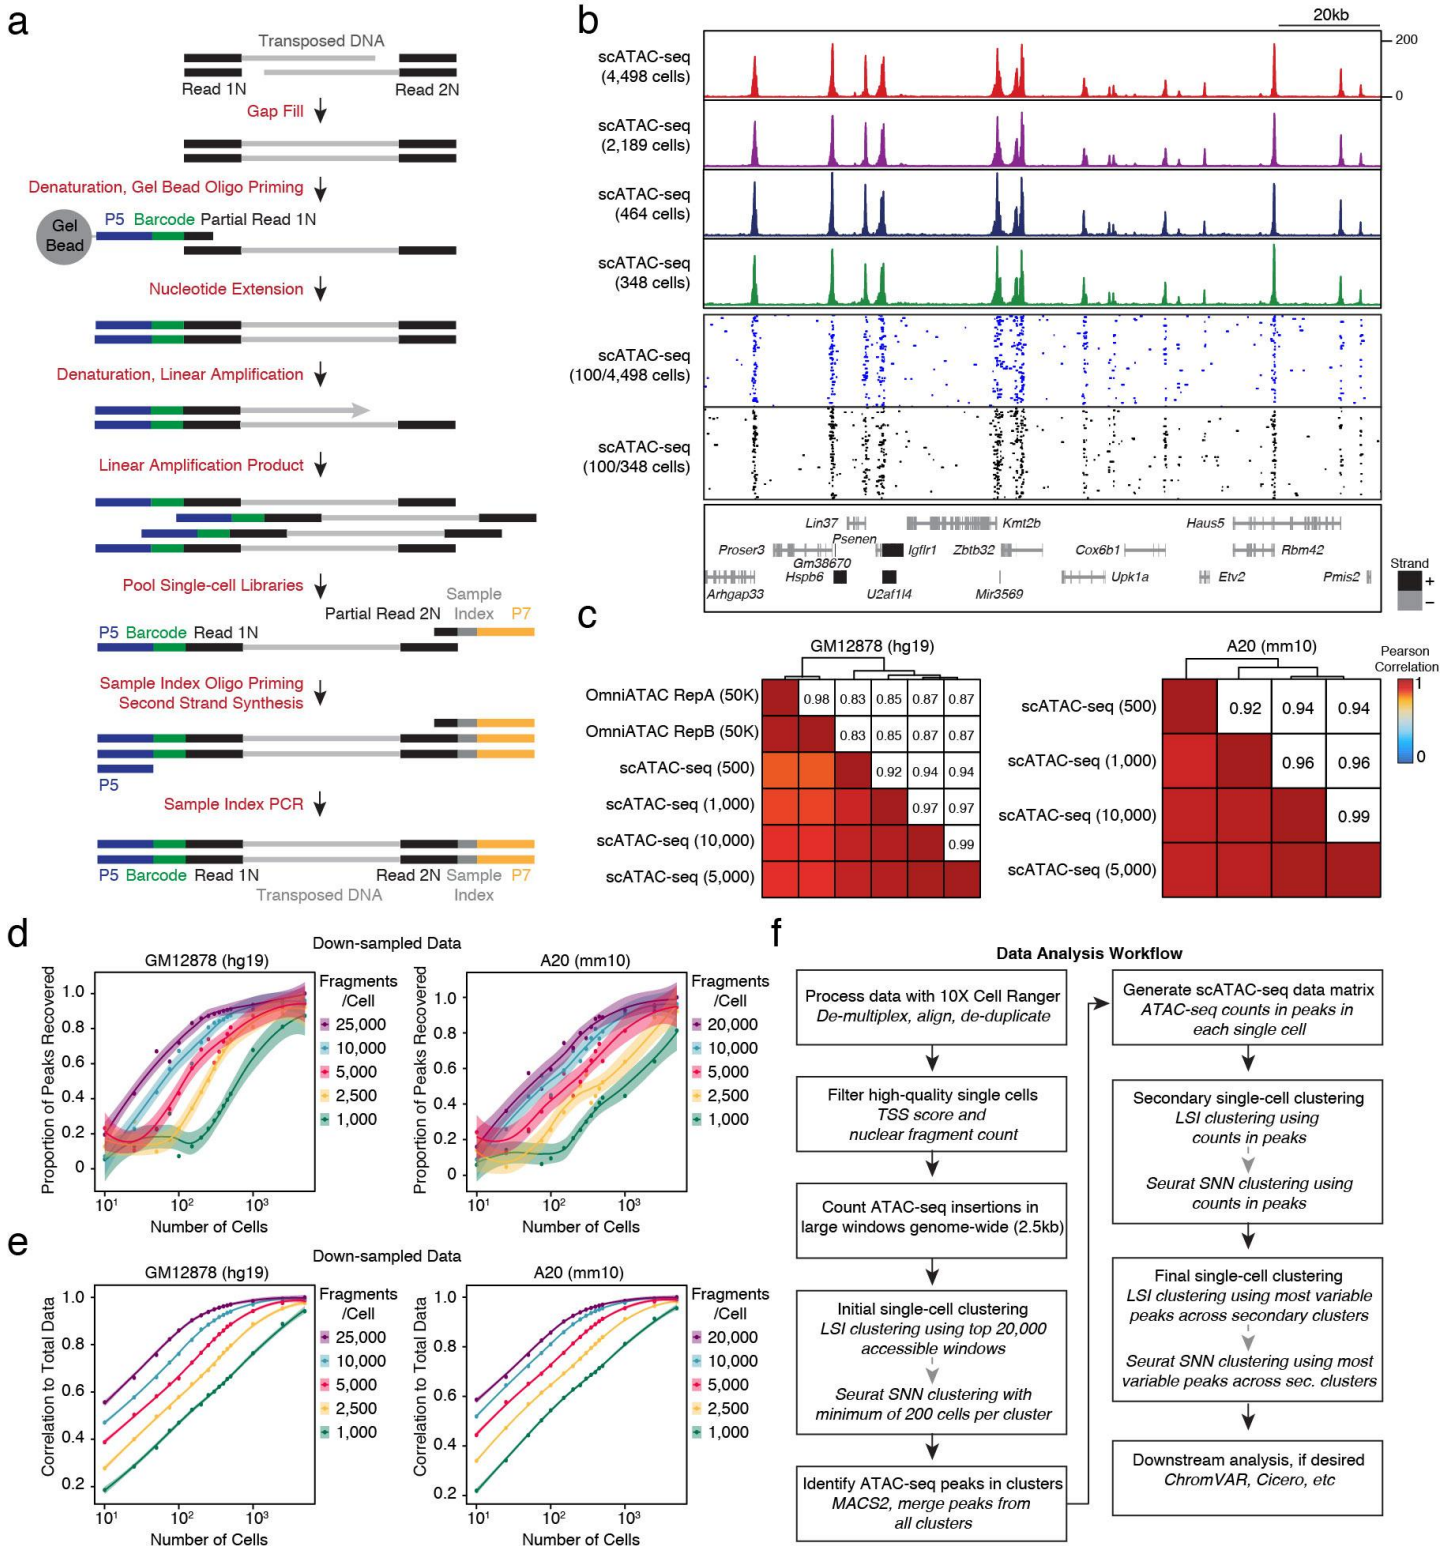 a
Transposed DNA
Read 1N
Read 2N
Gap Fill
Denaturation, Gel Bead Oligo Priming
P5 Barcode Partial Read 1N
Gel
Bead
Nucleotide Extension
Denaturation, Linear Amplification
Linear Amplification Product
Pool Single-cell Libraries
Partial Read 2N
Sample
Index
P7
P5 Barcode Read 1N
Sample Index Oligo Priming
Second Strand Synthesis
P5
Sample Index PCR
P5 Barcode Read 1N
Transposed DNA
Read 2N
Sample
Index
P7
b
20kb
200
0
scATAC-seq
(4,498 cells)
scATAC-seq
(2,189 cells)
scATAC-seq
(464 cells)
scATAC-seq
(348 cells)
scATAC-seq
(100/4,498 cells)
scATAC-seq
(100/348 cells)
Lin37
Kmt2b
Haus5
Psenen
Proser3
Gm38670
Igflr1
Zbtb32
Cox6b1
Rbm42
Hspb6
Upk1a
Etv2
Pmis2
Arhgap33
U2af1l4
Mir3569
Strand
+
−
c
GM12878 (hg19)
OmniATAC RepA (50K)
0.98 0.83 0.85 0.87 0.87
OmniATAC RepB (50K)
0.83 0.85 0.87 0.87
scATAC-seq (500)
0.92 0.94 0.94
scATAC-seq (1,000)
0.97 0.97
scATAC-seq (10,000)
0.99
scATAC-seq (5,000)
A20 (mm10)
scATAC-seq (500)
0.92 0.94 0.94
scATAC-seq (1,000)
0.96 0.96
scATAC-seq (10,000)
0.99
scATAC-seq (5,000)
Pearson
Correlation
1
0
d
Down-sampled Data
GM12878 (hg19)
Proportion of Peaks Recovered
1.0
0.8
0.6
0.4
0.2
0
10¹ 10² 10³
Number of Cells
Fragments
/Cell
25,000
10,000
5,000
2,500
1,000
A20 (mm10)
Proportion of Peaks Recovered
1.0
0.8
0.6
0.4
0.2
0
10¹ 10² 10³
Number of Cells
Fragments
/Cell
20,000
10,000
5,000
2,500
1,000
e
Down-sampled Data
GM12878 (hg19)
Correlation to Total Data
1.0
0.8
0.6
0.4
0.2
10¹ 10² 10³
Number of Cells
Fragments
/Cell
25,000
10,000
5,000
2,500
1,000
A20 (mm10)
Correlation to Total Data
1.0
0.8
0.6
0.4
0.2
10¹ 10² 10³
Number of Cells
Fragments
/Cell
20,000
10,000
5,000
2,500
1,000
f
Data Analysis Workflow
Process data with 10X Cell Ranger
De-multiplex, align, de-duplicate
Filter high-quality single cells
TSS score and
nuclear fragment count
Count ATAC-seq insertions in
large windows genome-wide (2.5kb)
Initial single-cell clustering
LSI clustering using top 20,000
accessible windows
Seurat SNN clustering with
minimum of 200 cells per cluster
Identify ATAC-seq peaks in clusters
MACS2, merge peaks from
all clusters
Generate scATAC-seq data matrix
ATAC-seq counts in peaks in
each single cell
Secondary single-cell clustering
LSI clustering using
counts in peaks
Seurat SNN clustering using
counts in peaks
Final single-cell clustering
LSI clustering using most variable
peaks across secondary clusters
Seurat SNN clustering using most
variable peaks across sec. clusters
Downstream analysis, if desired
ChromVAR, Cicero, etc